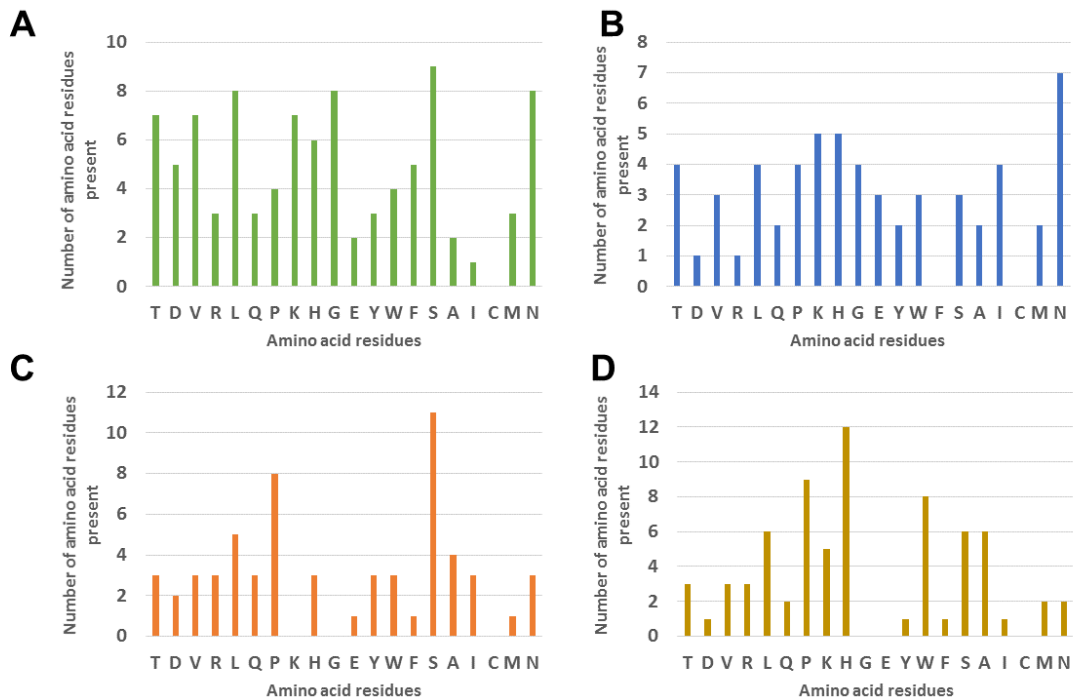 A
Number of amino acid residues
present
10
8
6
4
2
0
T D V R L Q P K H G E Y W F S A I C M N
Amino acid residues
B
Number of amino acid residues
present
8
7
6
5
4
3
2
1
0
T D V R L Q P K H G E Y W F S A I C M N
Amino acid residues
C
Number of amino acid residues
present
12
10
8
6
4
2
0
T D V R L Q P K H G E Y W F S A I C M N
Amino acid residues
D
Number of amino acid residues
present
14
12
10
8
6
4
2
0
T D V R L Q P K H G E Y W F S A I C M N
Amino acid residues